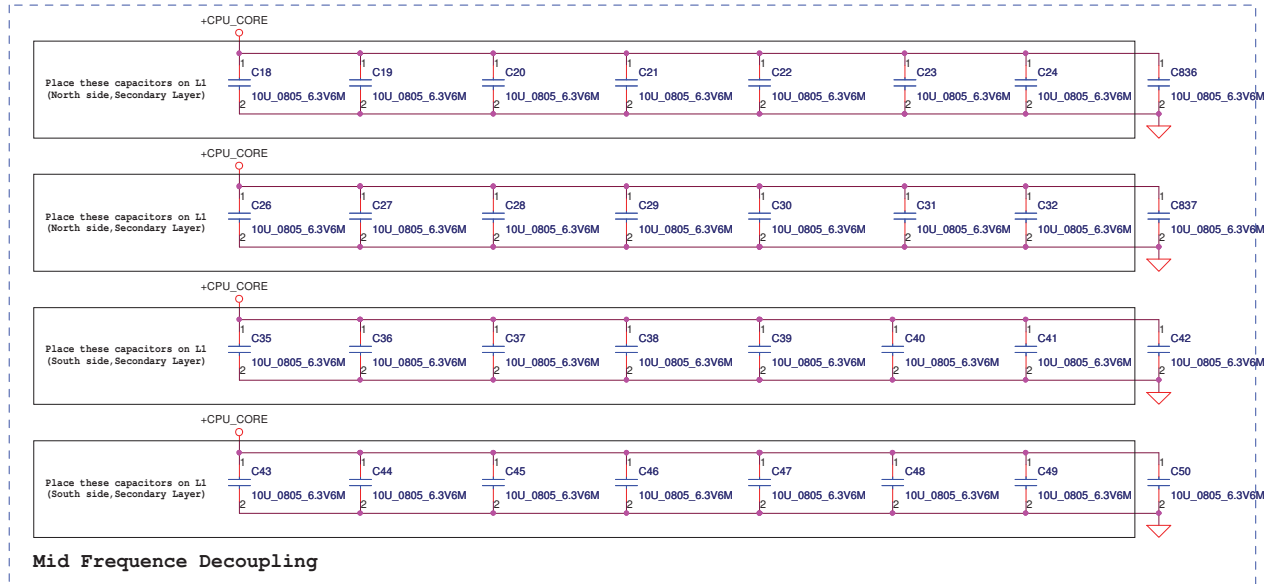 +CPU_CORE
Place these capacitors on L1
(North side,Secondary Layer)
1 1 1 1 1 1 1 1
C18 C19 C20 C21 C22 C23 C24 C836
10U_0805_6.3V6M 10U_0805_6.3V6M 10U_0805_6.3V6M 10U_0805_6.3V6M 10U_0805_6.3V6M 10U_0805_6.3V6M 10U_0805_6.3V6M 10U_0805_6.3V6M
2 2 2 2 2 2 2 2
+CPU_CORE
Place these capacitors on L1
(North side,Secondary Layer)
1 1 1 1 1 1 1 1
C26 C27 C28 C29 C30 C31 C32 C837
10U_0805_6.3V6M 10U_0805_6.3V6M 10U_0805_6.3V6M 10U_0805_6.3V6M 10U_0805_6.3V6M 10U_0805_6.3V6M 10U_0805_6.3V6M 10U_0805_6.3V6M
2 2 2 2 2 2 2 2
+CPU_CORE
Place these capacitors on L1
(South side,Secondary Layer)
1 1 1 1 1 1 1 1
C35 C36 C37 C38 C39 C40 C41 C42
10U_0805_6.3V6M 10U_0805_6.3V6M 10U_0805_6.3V6M 10U_0805_6.3V6M 10U_0805_6.3V6M 10U_0805_6.3V6M 10U_0805_6.3V6M 10U_0805_6.3V6M
2 2 2 2 2 2 2 2
+CPU_CORE
Place these capacitors on L1
(South side,Secondary Layer)
1 1 1 1 1 1 1 1
C43 C44 C45 C46 C47 C48 C49 C50
10U_0805_6.3V6M 10U_0805_6.3V6M 10U_0805_6.3V6M 10U_0805_6.3V6M 10U_0805_6.3V6M 10U_0805_6.3V6M 10U_0805_6.3V6M 10U_0805_6.3V6M
2 2 2 2 2 2 2 2
Mid Frequence Decoupling